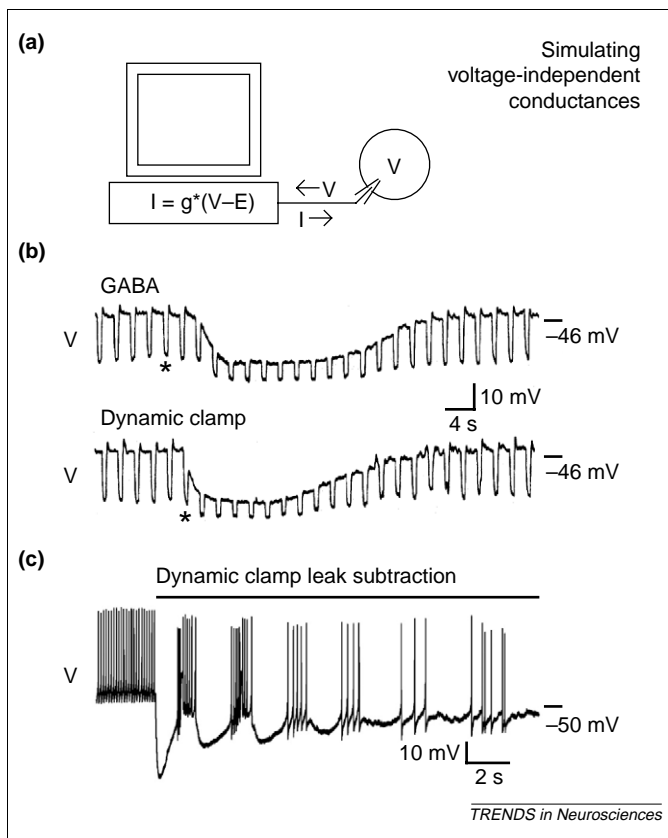 (a)
Simulating
voltage-independent
conductances
V
←V
I = g*(V–E)
I→
(b)
GABA
V
–46 mV
*
10 mV
4 s
Dynamic clamp
V
–46 mV
*
(c)
Dynamic clamp leak subtraction
V
–50 mV
10 mV
2 s
TRENDS in Neurosciences